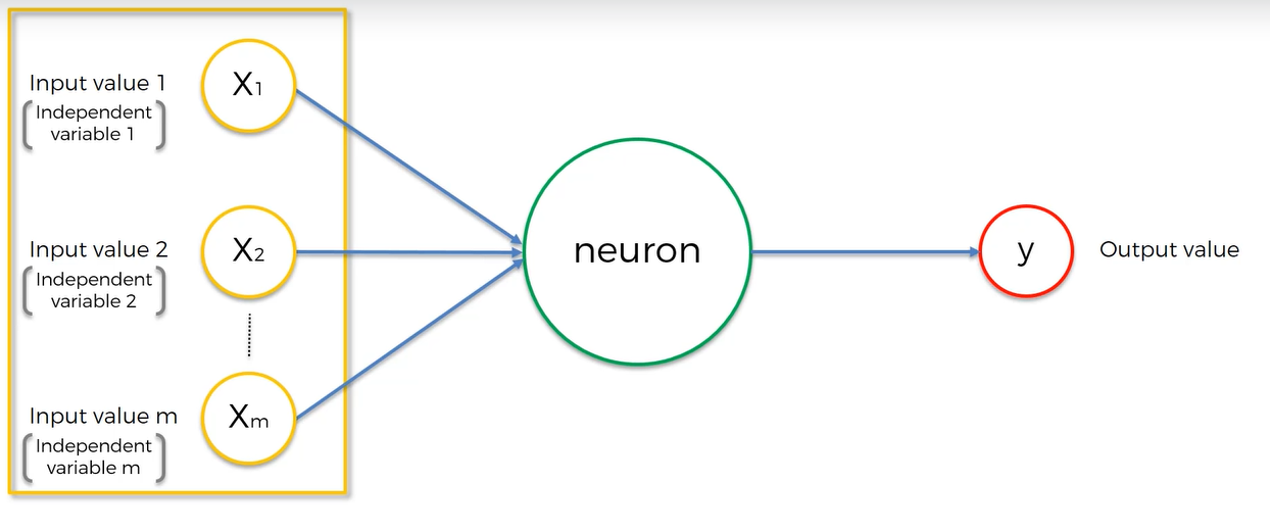 Input value 1
Independent
variable 1
X1
Input value 2
Independent
variable 2
X2
Input value m
Independent
variable m
Xm
neuron
y
Output value